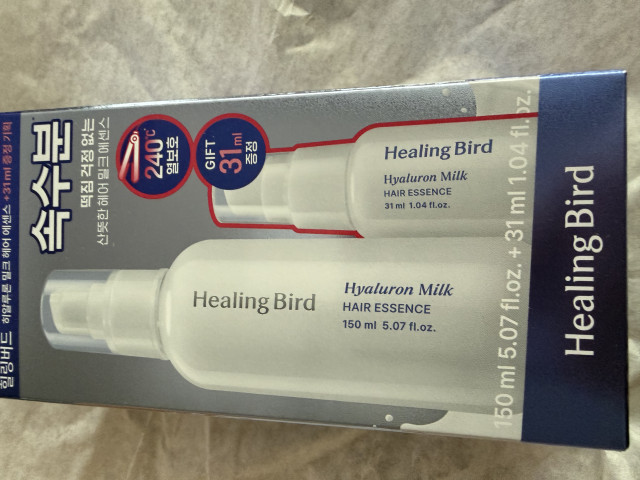 힐링버드 히알루론 밀크 헤어 에센스 +31ml 증정 기획
속수분
떡짐 걱정 없는
산뜻한 헤어 밀크 에센스
240℃
열보호
GIFT
31ml
증정
Healing Bird
Hyaluron Milk
HAIR ESSENCE
31 ml 1.04 fl.oz.
Healing Bird
Hyaluron Milk
HAIR ESSENCE
150 ml 5.07 fl.oz.
150 ml 5.07 fl.oz. + 31 ml 1.04 fl.oz.
Healing Bird